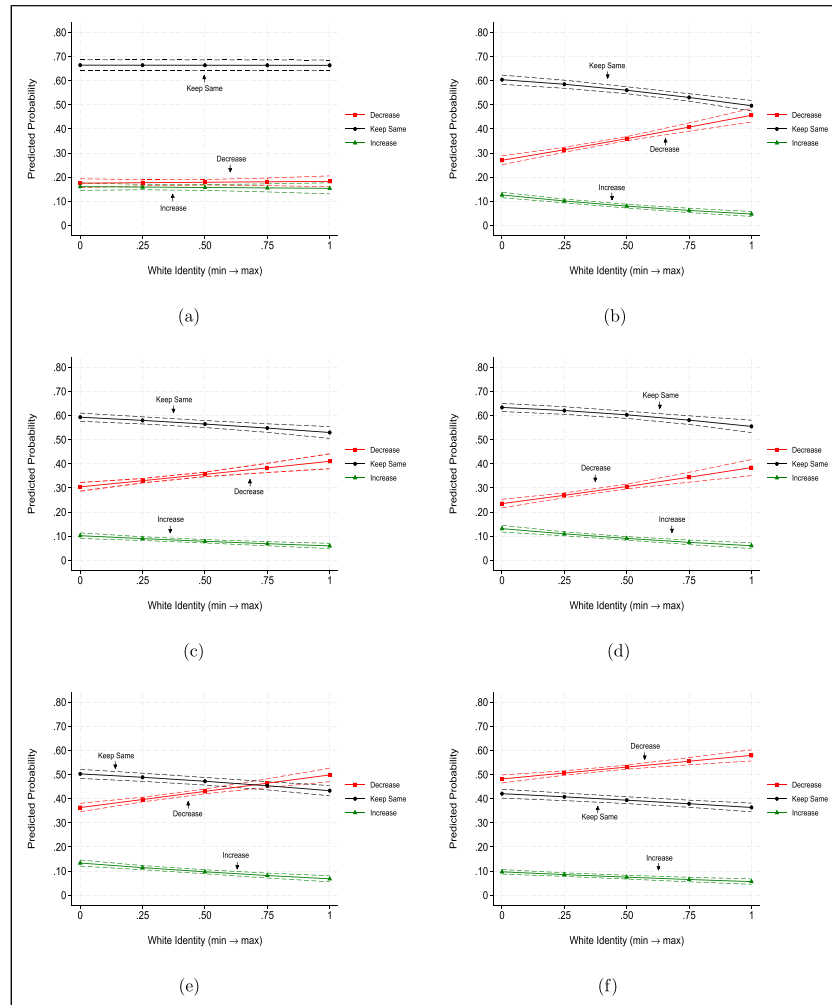 .80
.70
.60
.50
.40
.30
.20
.10
0
Predicted Probability
Keep Same
Decrease
Increase
Decrease
Keep Same
Increase
0 .25 .50 .75 1
White Identity (min → max)
(a)
.80
.70
.60
.50
.40
.30
.20
.10
0
Predicted Probability
Keep Same
Decrease
Increase
Decrease
Keep Same
Increase
0 .25 .50 .75 1
White Identity (min → max)
(b)
.80
.70
.60
.50
.40
.30
.20
.10
0
Predicted Probability
Keep Same
Decrease
Increase
Decrease
Keep Same
Increase
0 .25 .50 .75 1
White Identity (min → max)
(c)
.80
.70
.60
.50
.40
.30
.20
.10
0
Predicted Probability
Keep Same
Decrease
Increase
Decrease
Keep Same
Increase
0 .25 .50 .75 1
White Identity (min → max)
(d)
.80
.70
.60
.50
.40
.30
.20
.10
0
Predicted Probability
Keep Same
Decrease
Increase
Decrease
Keep Same
Increase
0 .25 .50 .75 1
White Identity (min → max)
(e)
.80
.70
.60
.50
.40
.30
.20
.10
0
Predicted Probability
Decrease
Keep Same
Increase
Decrease
Keep Same
Increase
0 .25 .50 .75 1
White Identity (min → max)
(f)